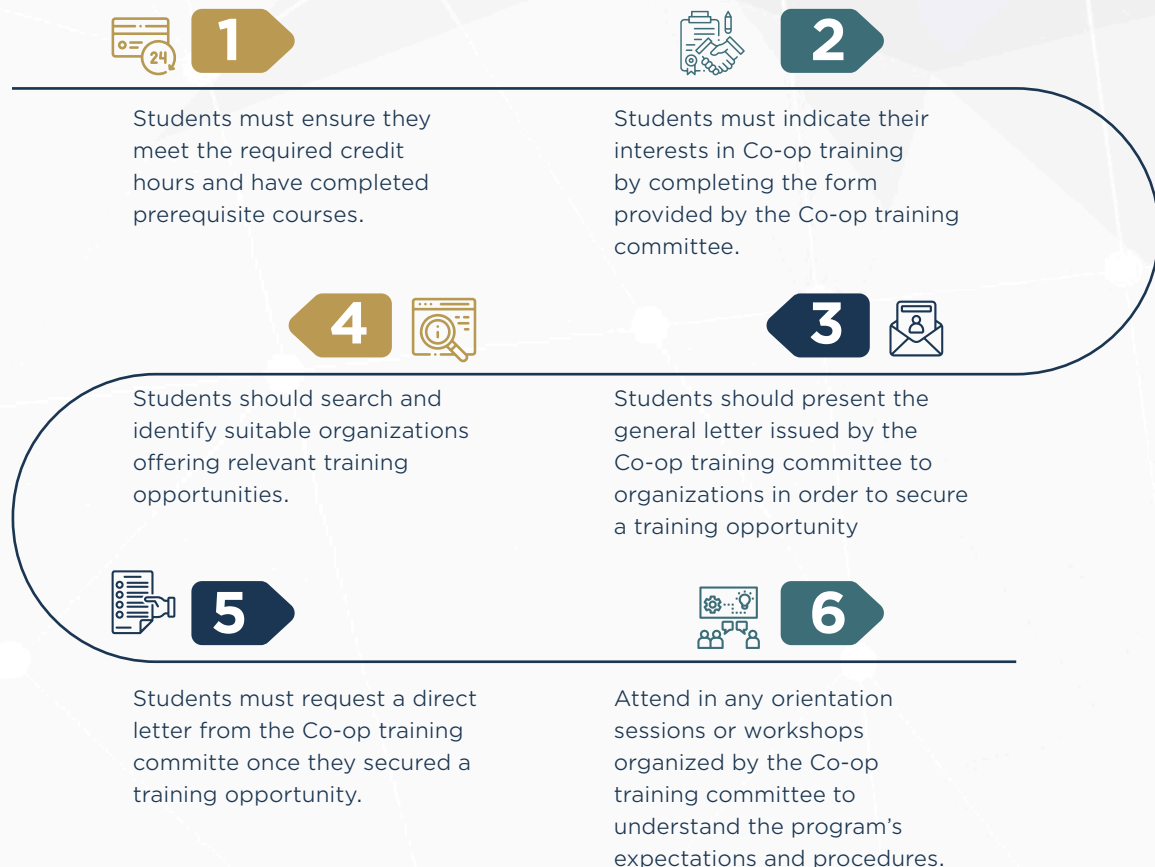 24
1
Students must ensure they
meet the required credit
hours and have completed
prerequisite courses.
2
Students must indicate their
interests in Co-op training
by completing the form
provided by the Co-op training
committee.
3
Students should present the
general letter issued by the
Co-op training committee to
organizations in order to secure
a training opportunity
4
Students should search and
identify suitable organizations
offering relevant training
opportunities.
5
Students must request a direct
letter from the Co-op training
committe once they secured a
training opportunity.
6
Attend in any orientation
sessions or workshops
organized by the Co-op
training committee to
understand the program’s
expectations and procedures.